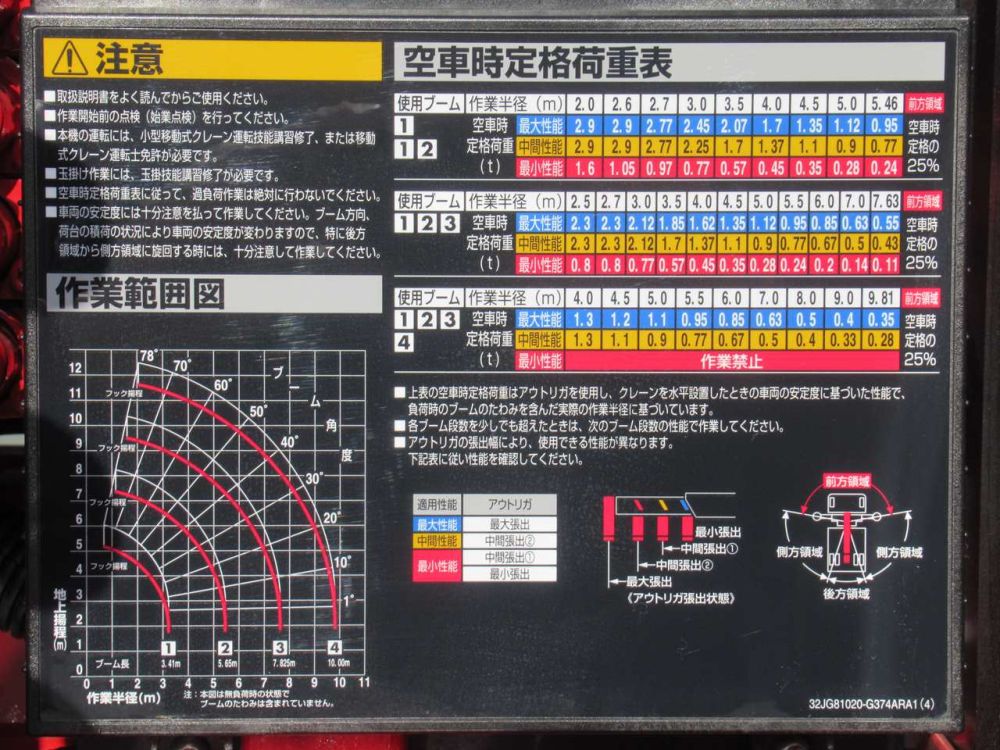 注意
■取扱説明書をよく読んでからご使用ください。
■作業開始前の点検（始業点検）を行ってください。
■本機の運転には、小型移動式クレーン運転技能講習修了、または移動
式クレーン運転士免許が必要です。
■玉掛け作業には、玉掛技能講習修了が必要です。
■空車時定格荷重表に従って、過負荷作業は絶対に行わないでください。
■車両の安定度には十分注意を払って作業してください。ブーム方向、
荷台の積荷の状況により車両の安定度が変わりますので、特に後方
領域から側方領域に旋回する時には、十分注意して作業してください。
作業範囲図
78°
70°
60°
50°
40°
30°
20°
10°
1°
ブーム角度
フック揚程
フック揚程
フック揚程
フック揚程
12
11
10
9
8
7
6
5
4
3
2
1
0
地上揚程(m)
1 2 3 4
ブーム長 3.41m 5.65m 7.825m 10.00m
0 1 2 3 4 5 6 7 8 9 10 11
作業半径(m)
注：本図は無負荷時の状態で
ブームのたわみは含まれていません。
空車時定格荷重表
使用ブーム 作業半径（m） 2.0 2.6 2.7 3.0 3.5 4.0 4.5 5.0 5.46 前方領域
1 空車時 最大性能 2.9 2.9 2.77 2.45 2.07 1.7 1.35 1.12 0.95 空車時
1 2 定格荷重 中間性能 2.9 2.9 2.77 2.25 1.7 1.37 1.1 0.9 0.77 定格の
（t） 最小性能 1.6 1.05 0.97 0.77 0.57 0.45 0.35 0.28 0.24 25%
使用ブーム 作業半径（m） 2.5 2.7 3.0 3.5 4.0 4.5 5.0 5.5 6.0 7.0 7.63 前方領域
1 2 3 空車時 最大性能 2.3 2.3 2.12 1.85 1.62 1.35 1.12 0.95 0.85 0.63 0.55 空車時
定格荷重 中間性能 2.3 2.3 2.12 1.7 1.37 1.1 0.9 0.77 0.67 0.5 0.43 定格の
（t） 最小性能 0.8 0.8 0.77 0.57 0.45 0.35 0.28 0.24 0.2 0.14 0.11 25%
使用ブーム 作業半径（m） 4.0 4.5 5.0 5.5 6.0 7.0 8.0 9.0 9.81 前方領域
1 2 3 空車時 最大性能 1.3 1.2 1.1 0.95 0.85 0.63 0.5 0.4 0.35 空車時
4 定格荷重 中間性能 1.3 1.1 0.9 0.77 0.67 0.5 0.4 0.33 0.28 定格の
（t） 最小性能 作業禁止 25%
■上表の空車時定格荷重はアウトリガを使用し、クレーンを水平設置したときの車両の安定度に基づいた性能で、
負荷時のブームのたわみを含んだ実際の作業半径に基づいています。
■各ブーム段数を少しでも超えたときは、次のブーム段数の性能で作業してください。
■アウトリガの張出幅により、使用できる性能が異なります。
下記表に従い性能を確認してください。
適用性能 アウトリガ
最大性能 最大張出
中間性能 中間張出②
最小性能 中間張出①
最小張出
最小張出
中間張出①
中間張出②
最大張出
《アウトリガ張出状態》
前方領域
側方領域 側方領域
後方領域
32JG81020-G374ARA1(4)